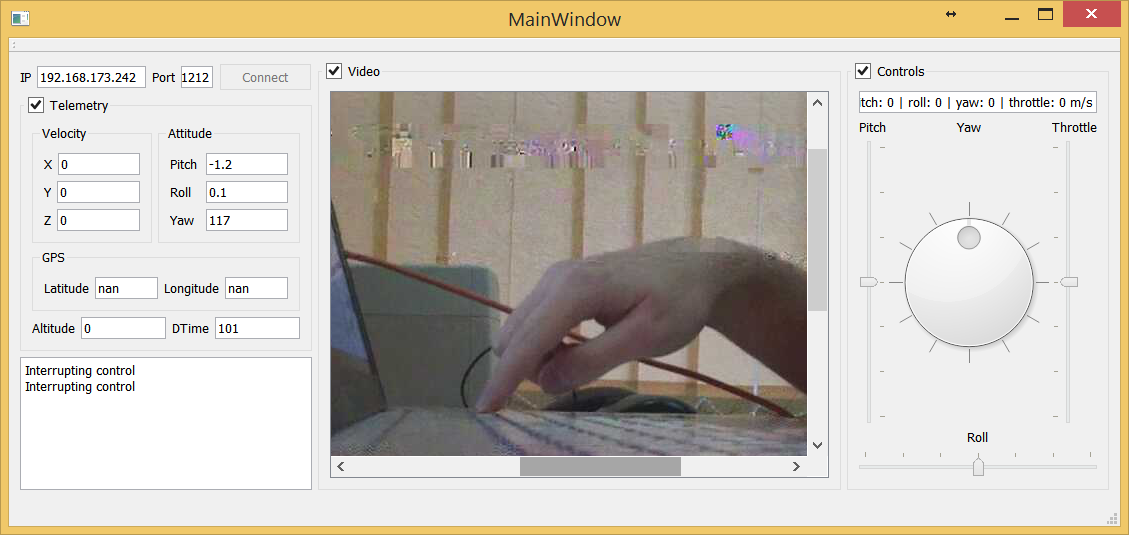 MainWindow
IP 192.168.173.242 Port 1212 Connect
Telemetry
Velocity
X 0
Y 0
Z 0
Attitude
Pitch -1.2
Roll 0.1
Yaw 117
GPS
Latitude nan Longitude nan
Altitude 0 DTime 101
Interrupting control
Interrupting control
Video
Controls
itch: 0 | roll: 0 | yaw: 0 | throttle: 0 m/s
Pitch Yaw Throttle
Roll